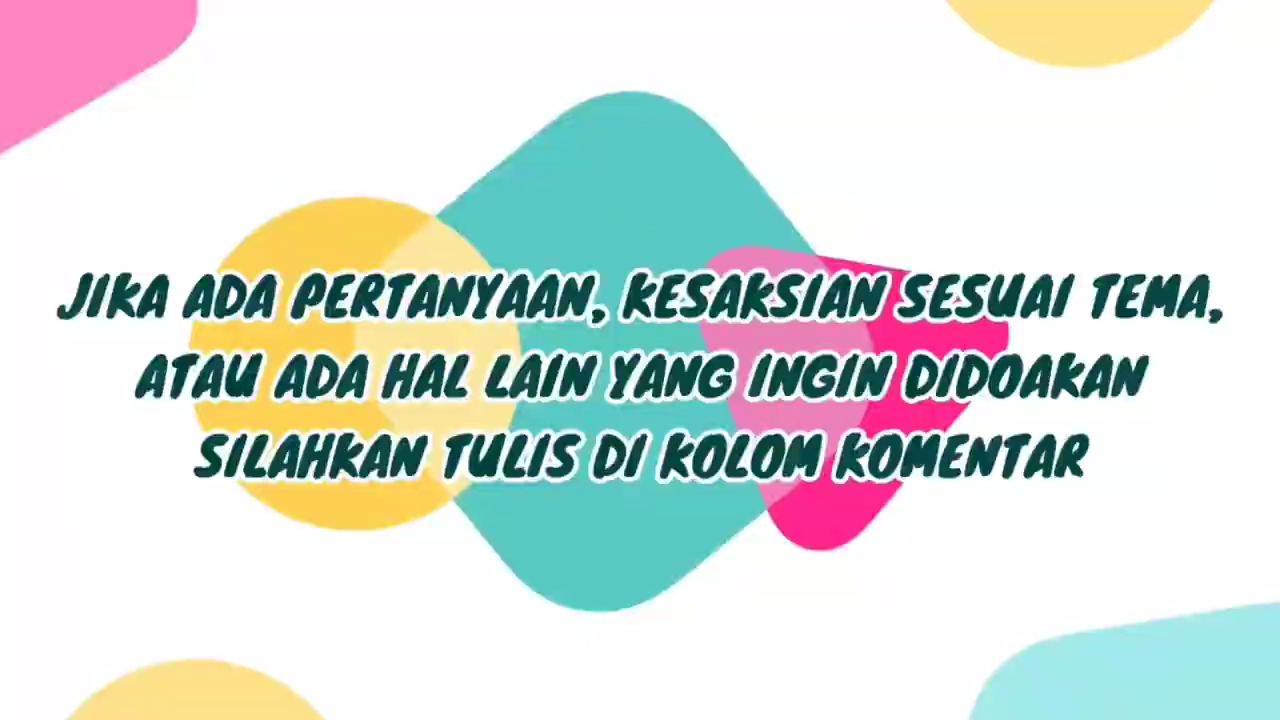 JIKA ADA PERTANYAAN, KESAKSIAN SESUAI TEMA,
ATAU ADA HAL LAIN YANG INGIN DIDOAKAN
SILAHKAN TULIS DI KOLOM KOMENTAR